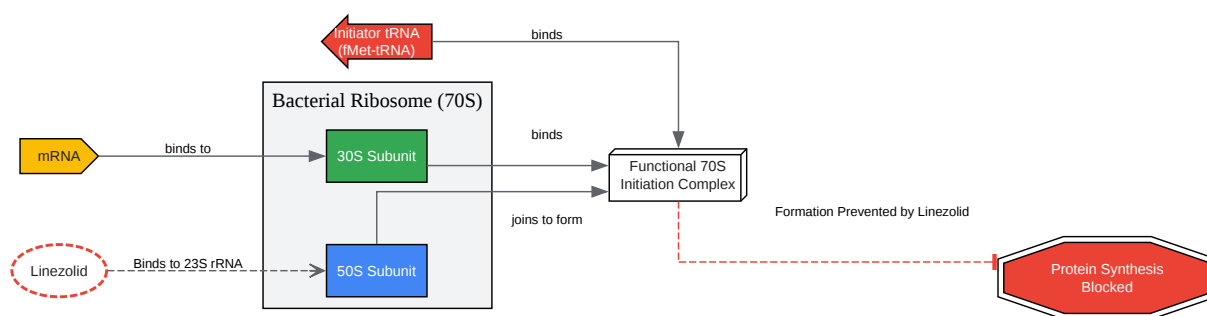 Initiator tRNA
(fMet-tRNA)
binds
Bacterial Ribosome (70S)
mRNA
binds to
30S Subunit
binds
Functional 70S
Initiation Complex
joins to form
Formation Prevented by Linezolid
Linezolid
Binds to 23S rRNA
50S Subunit
Protein Synthesis
Blocked